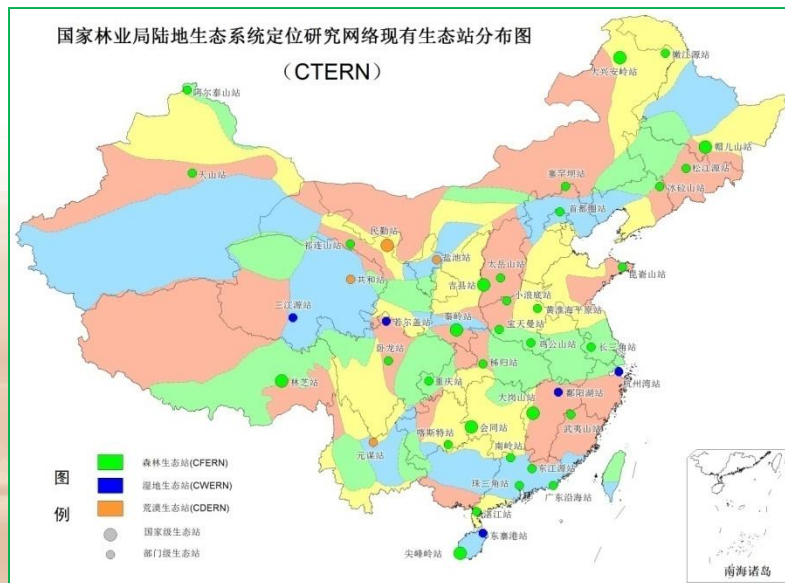 国家林业局陆地生态系统定位研究网络现有生态站分布图
（CTERN）
嫩江源站
大兴安岭站
阿尔泰山站
帽儿山站
松江源站
天山站
塞罕坝站
冰砬山站
首都圈站
民勤站
祁连山站
盐池站
太岳山站
昆嵛山站
共和站
吉县站
小浪底站
黄淮海平原站
三江源站
若尔盖站
秦岭站
宝天曼站
鸡公山站
长三角站
卧龙站
秭归站
杭州湾站
林芝站
重庆站
鄱阳湖站
大岗山站
武夷山站
喀斯特站
会同站
元谋站
南岭站
东江源站
珠三角站
广东沿海站
湛江站
东寨港站
尖峰岭站
图
例
森林生态站(CFERN)
湿地生态站(CWERN)
荒漠生态站(CDERN)
国家级生态站
部门级生态站
南海诸岛